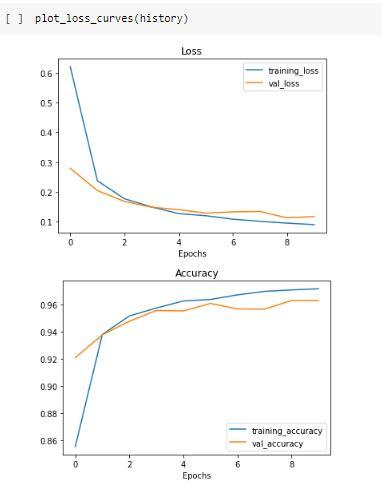 [ ] plot_loss_curves(history)
Loss
training_loss
val_loss
0.6
0.5
0.4
0.3
0.2
0.1
0 2 4 6 8
Epochs
Accuracy
0.96
0.94
0.92
0.90
0.88
0.86
training_accuracy
val_accuracy
0 2 4 6 8
Epochs